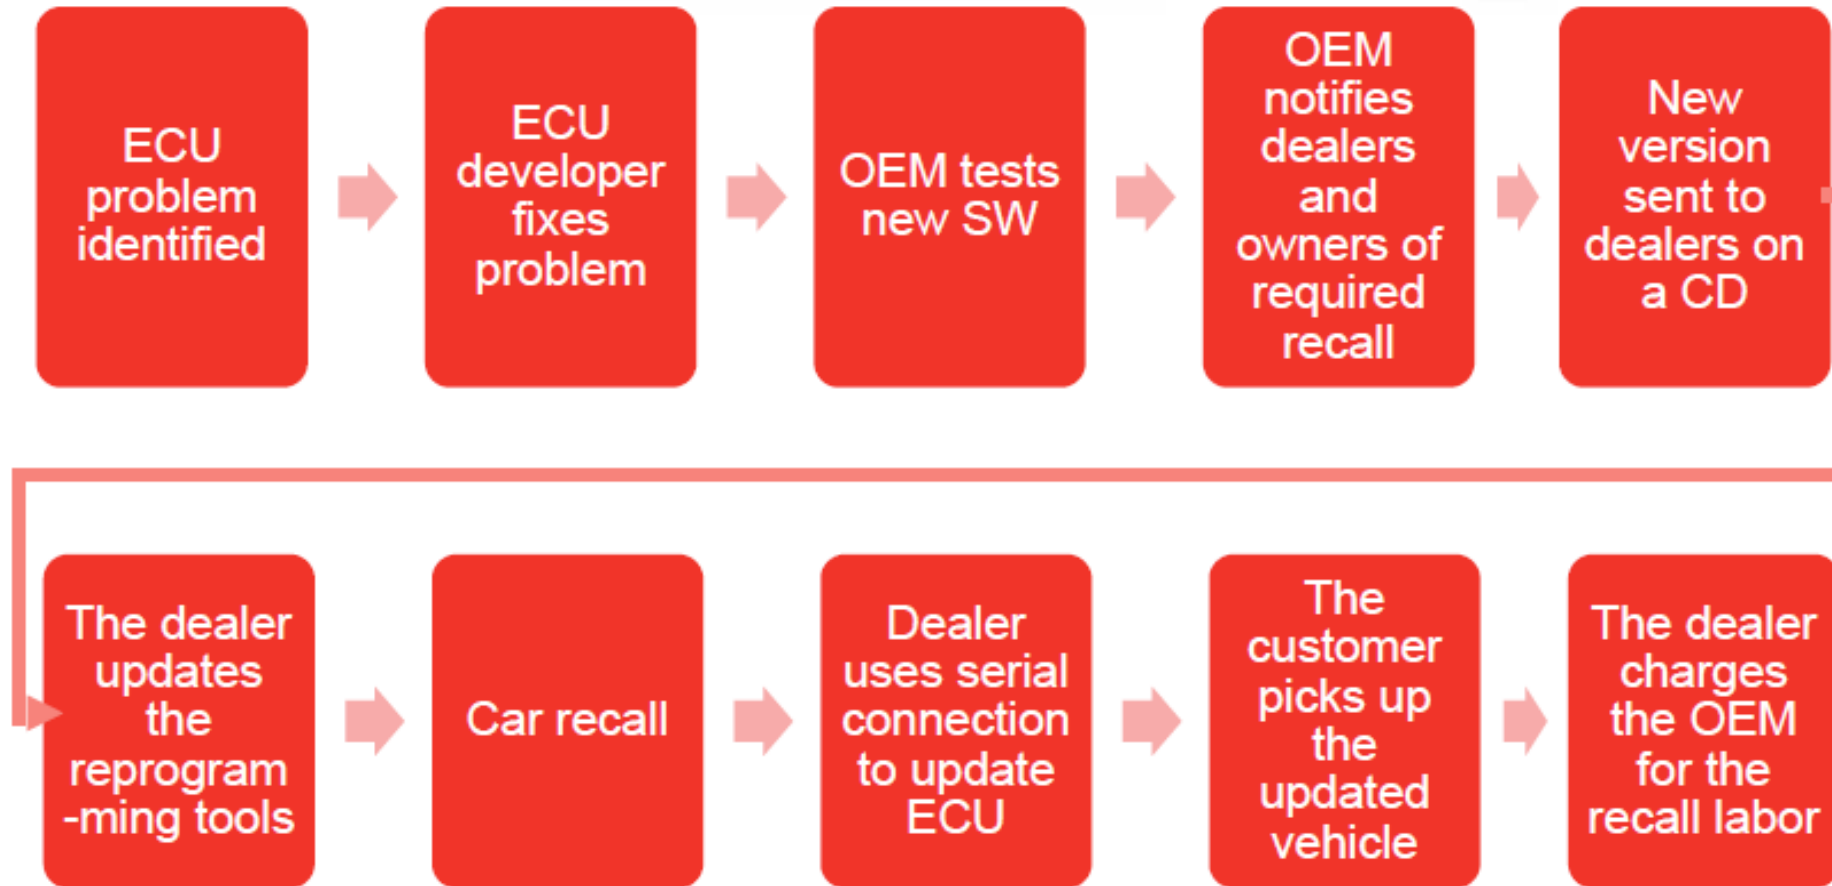 ECU
problem
identified
ECU
developer
fixes
problem
OEM tests
new SW
OEM
notifies
dealers
and
owners of
required
recall
New
version
sent to
dealers on
a CD
The dealer
updates
the
reprogram
-ming tools
Car recall
Dealer
uses serial
connection
to update
ECU
The
customer
picks up
the
updated
vehicle
The dealer
charges
the OEM
for the
recall labor